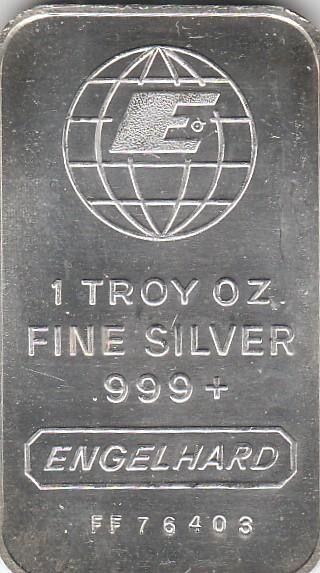 E
1 TROY OZ.
FINE SILVER
.999+
ENGELHARD
FF76403